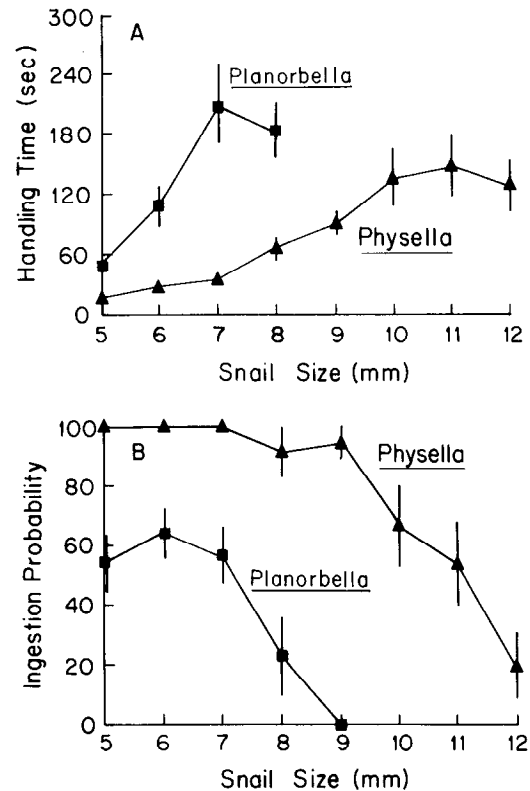 A
Handling Time (sec)
300
240
180
120
60
0
Planorbella
Physella
5 6 7 8 9 10 11 12
Snail Size (mm)
B
Ingestion Probability
100
80
60
40
20
0
Physella
Planorbella
5 6 7 8 9 10 11 12
Snail Size (mm)